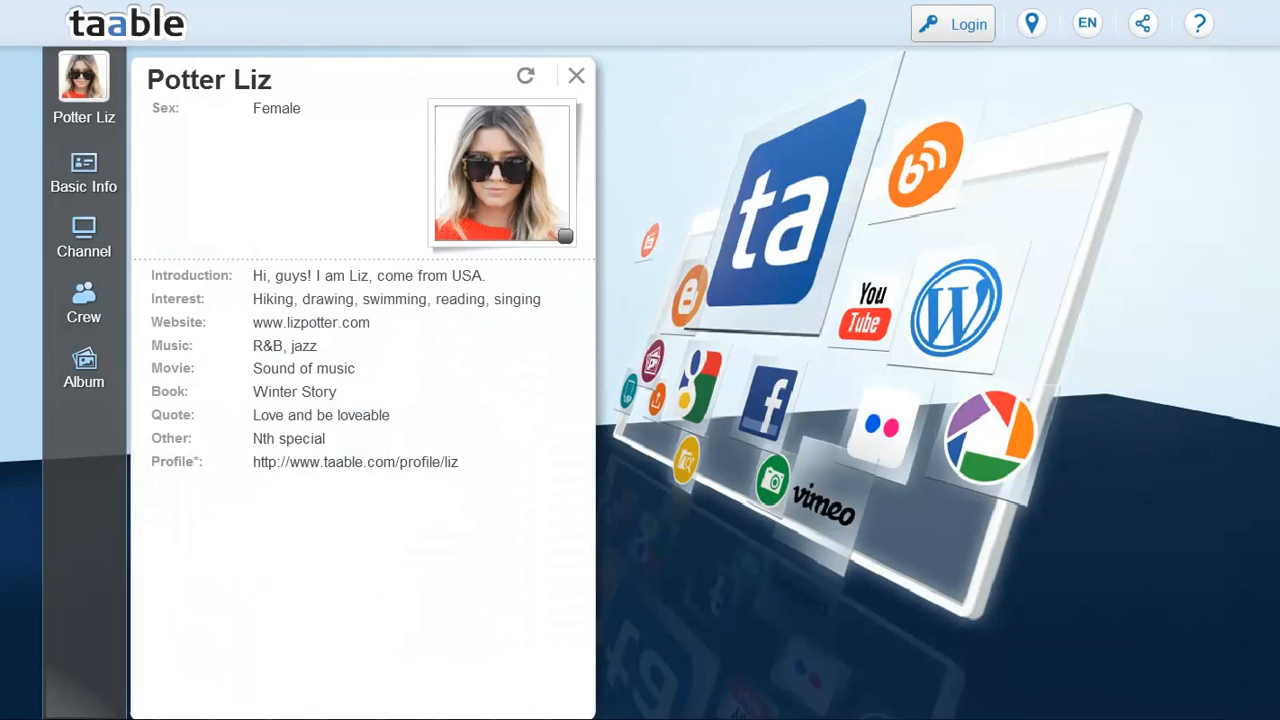 taable
Login
EN
?
Potter Liz
Basic Info
Channel
Crew
Album
Potter Liz
Sex: Female
Introduction: Hi, guys! I am Liz, come from USA.
Interest: Hiking, drawing, swimming, reading, singing
Website: www.lizpotter.com
Music: R&B, jazz
Movie: Sound of music
Book: Winter Story
Quote: Love and be loveable
Other: Nth special
Profile*: http://www.taable.com/profile/liz
ta
b
You
Tube
B
W
g
f
vimeo